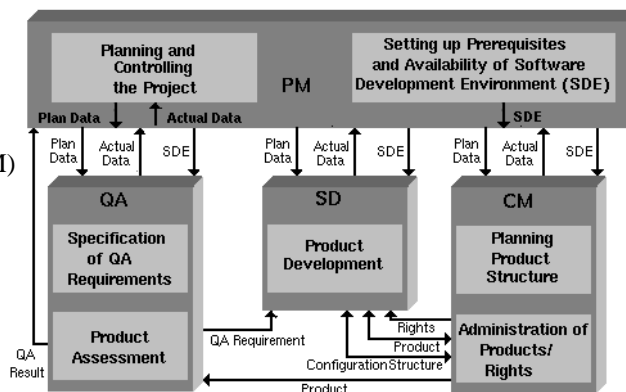 Planning and
Controlling
the Project
Setting up Prerequisites
and Availability of Software
Development Environment (SDE)
PM
Plan Data
Actual Data
SDE
Plan
Data
Actual
Data
SDE
Plan
Data
Actual
Data
SDE
Plan
Data
Actual
Data
SDE
M)
QA
SD
CM
Specification
of QA
Requirements
Product
Development
Planning
Product
Structure
Product
Assessment
Administration of
Products/
Rights
QA
Result
QA Requirement
Rights
Product
Configuration Structure
Product